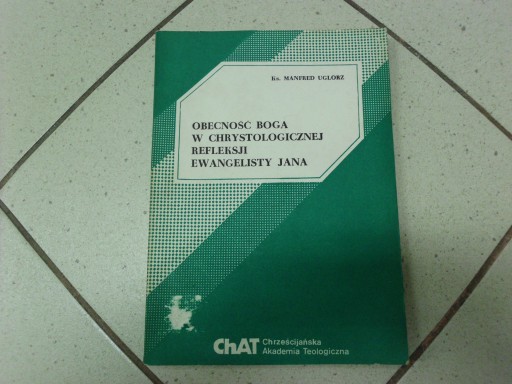 Ks. MANFRED UGLORZ
OBECNOŚĆ BOGA
W CHRYSTOLOGICZNEJ
REFLEKSJI
EWANGELISTY JANA
ChAT
Chrześcijańska
Akademia Teologiczna